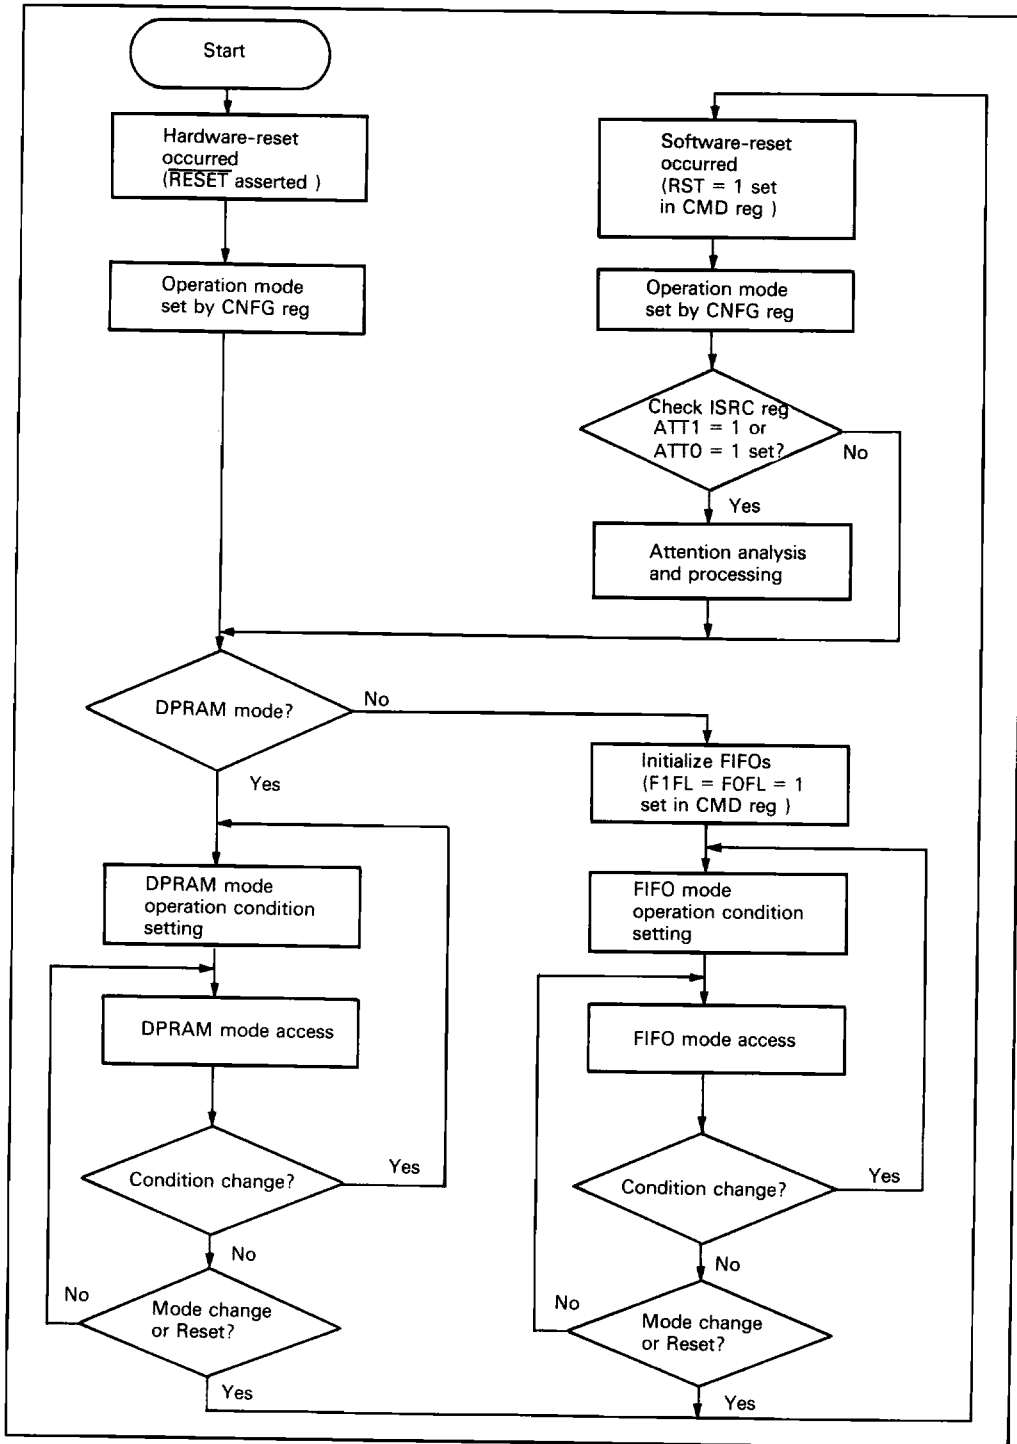 Start
Hardware-reset
occurred
(RESET asserted )
Operation mode
set by CNFG reg
Software-reset
occurred
(RST = 1 set
in CMD reg )
Operation mode
set by CNFG reg
Check ISRC reg
ATT1 = 1 or
ATT0 = 1 set?
No
Yes
Attention analysis
and processing
DPRAM mode?
No
Yes
Initialize FIFOs
(F1FL = F0FL = 1
set in CMD reg )
DPRAM mode
operation condition
setting
FIFO mode
operation condition
setting
DPRAM mode access
FIFO mode access
Condition change?
Yes
Condition change?
Yes
No
No
No
Mode change
or Reset?
No
Mode change
or Reset?
Yes
Yes